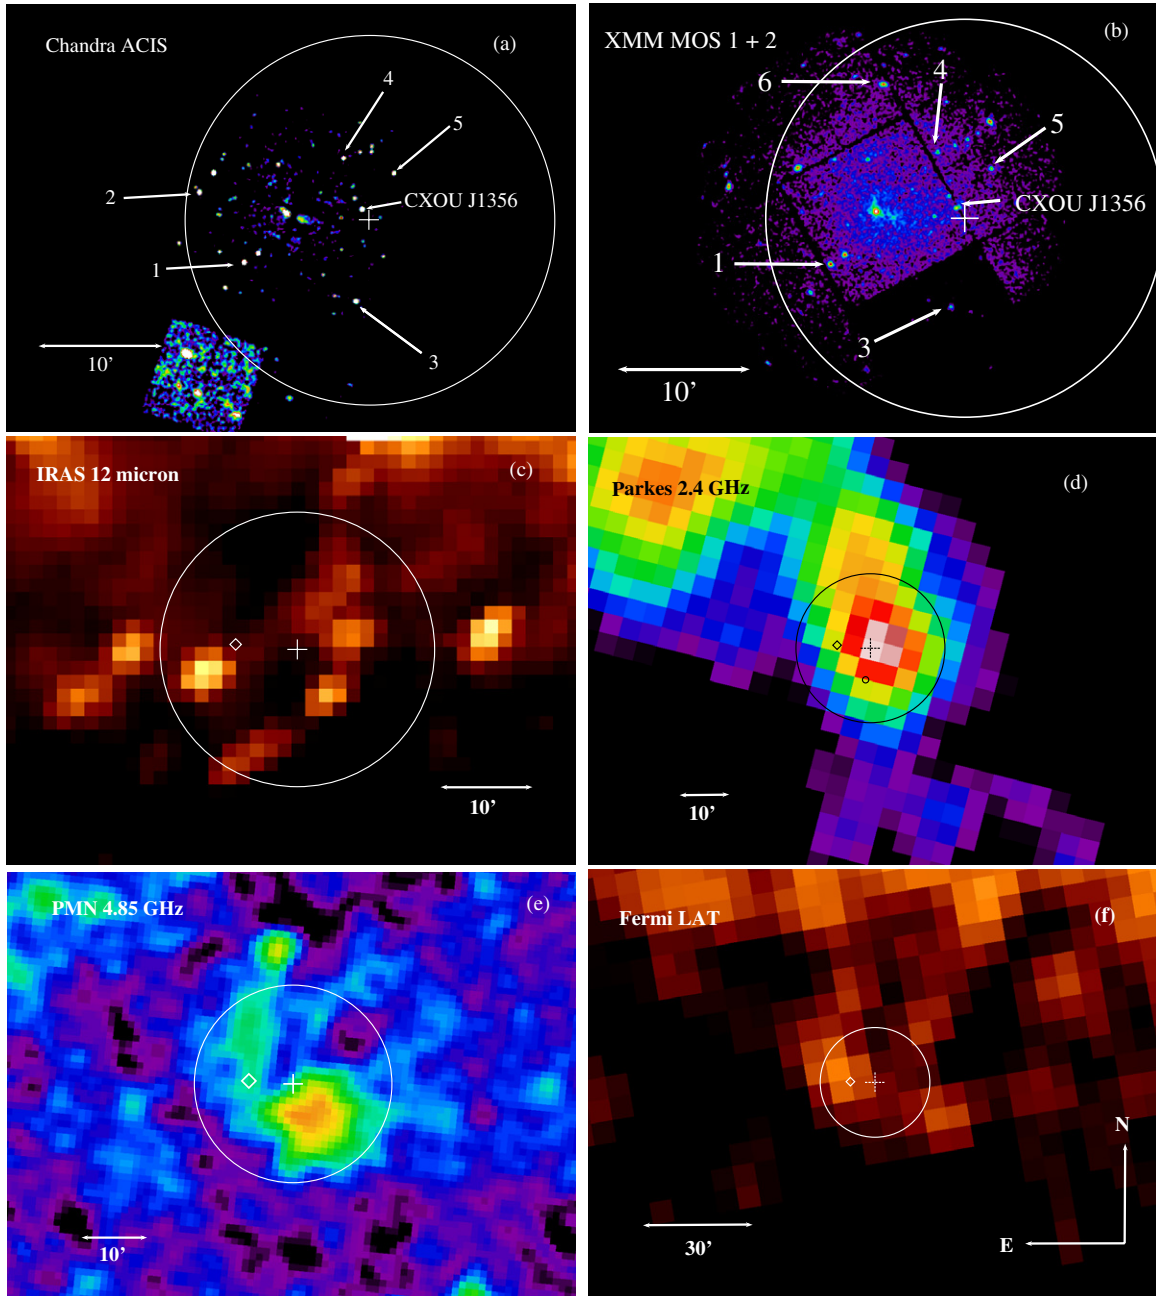 Chandra ACIS
(a)
4
5
2
CXOU J1356
1
3
10’
XMM MOS 1 + 2
(b)
6
4
5
CXOU J1356
1
3
10’
IRAS 12 micron
(c)
10’
Parkes 2.4 GHz
(d)
10’
PMN 4.85 GHz
(e)
10’
Fermi LAT
(f)
30’
N
E